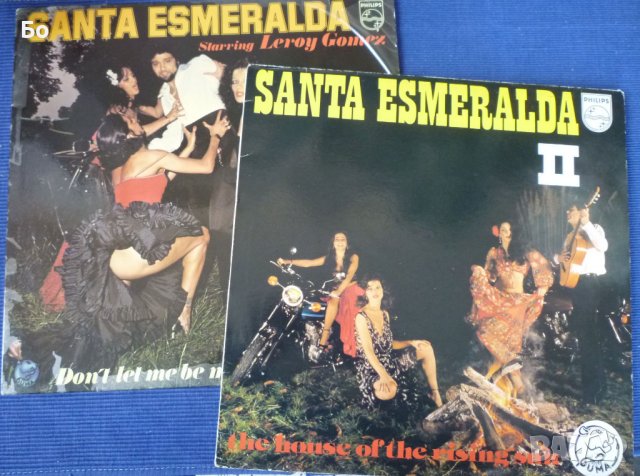 Бо
SANTA ESMERALDA
PHILIPS
Starring Leroy Gomez
Don't let me be m
SANTA ESMERALDA
PHILIPS
II
the house of the rising sun
GUMA